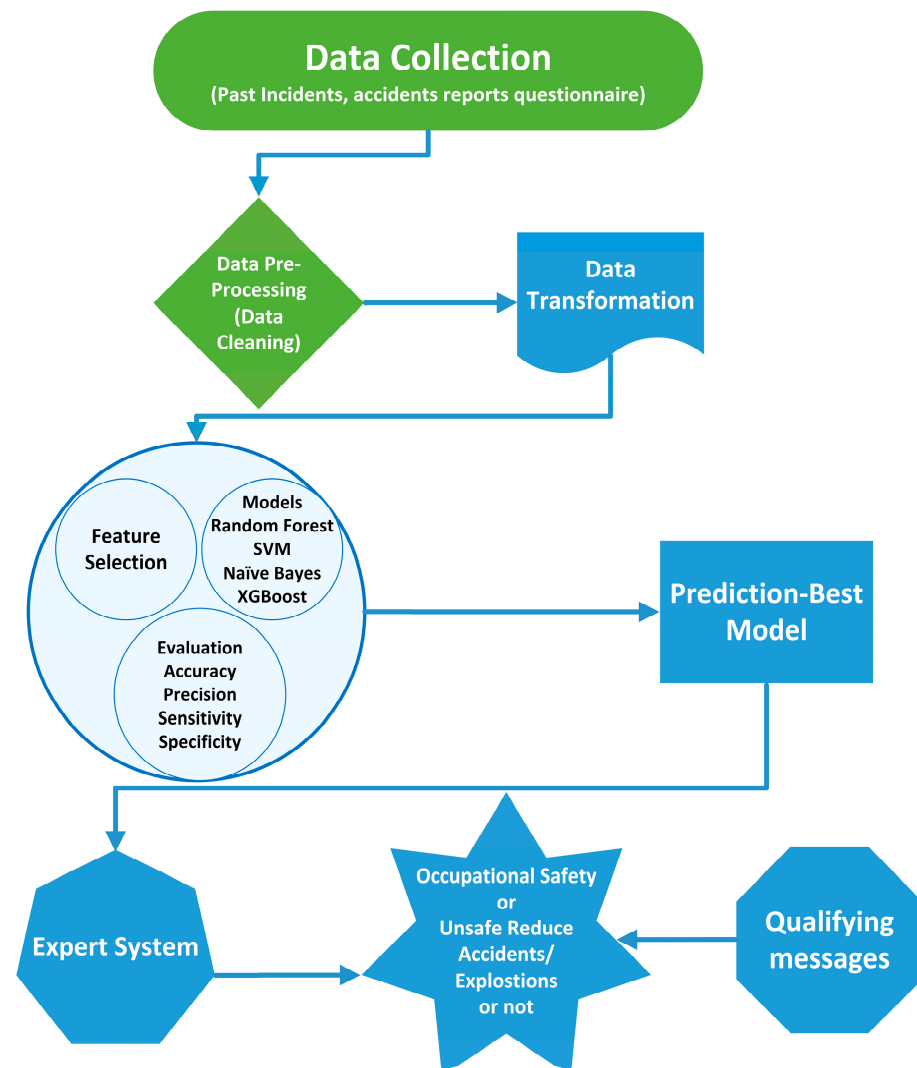 Data Collection
(Past Incidents, accidents reports questionnaire)
Data Pre-
Processing
(Data
Cleaning)
Data
Transformation
Feature
Selection
Models
Random Forest
SVM
Naïve Bayes
XGBoost
Evaluation
Accuracy
Precision
Sensitivity
Specificity
Prediction-Best
Model
Expert System
Occupational Safety
or
Unsafe Reduce
Accidents/
Explostions
or not
Qualifying
messages